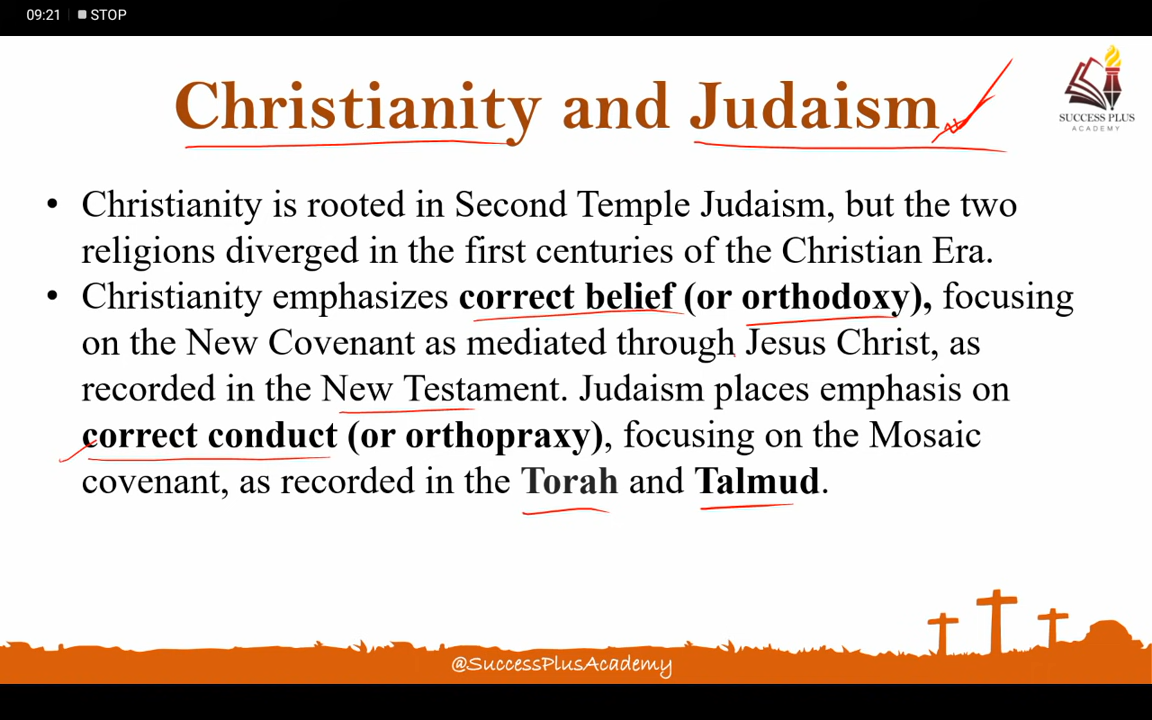 09:21 STOP
Christianity and Judaism
SUCCESS PLUS
ACADEMY
• Christianity is rooted in Second Temple Judaism, but the two
religions diverged in the first centuries of the Christian Era.
• Christianity emphasizes correct belief (or orthodoxy), focusing
on the New Covenant as mediated through Jesus Christ, as
recorded in the New Testament. Judaism places emphasis on
correct conduct (or orthopraxy), focusing on the Mosaic
covenant, as recorded in the Torah and Talmud.
@SuccessPlusAcademy